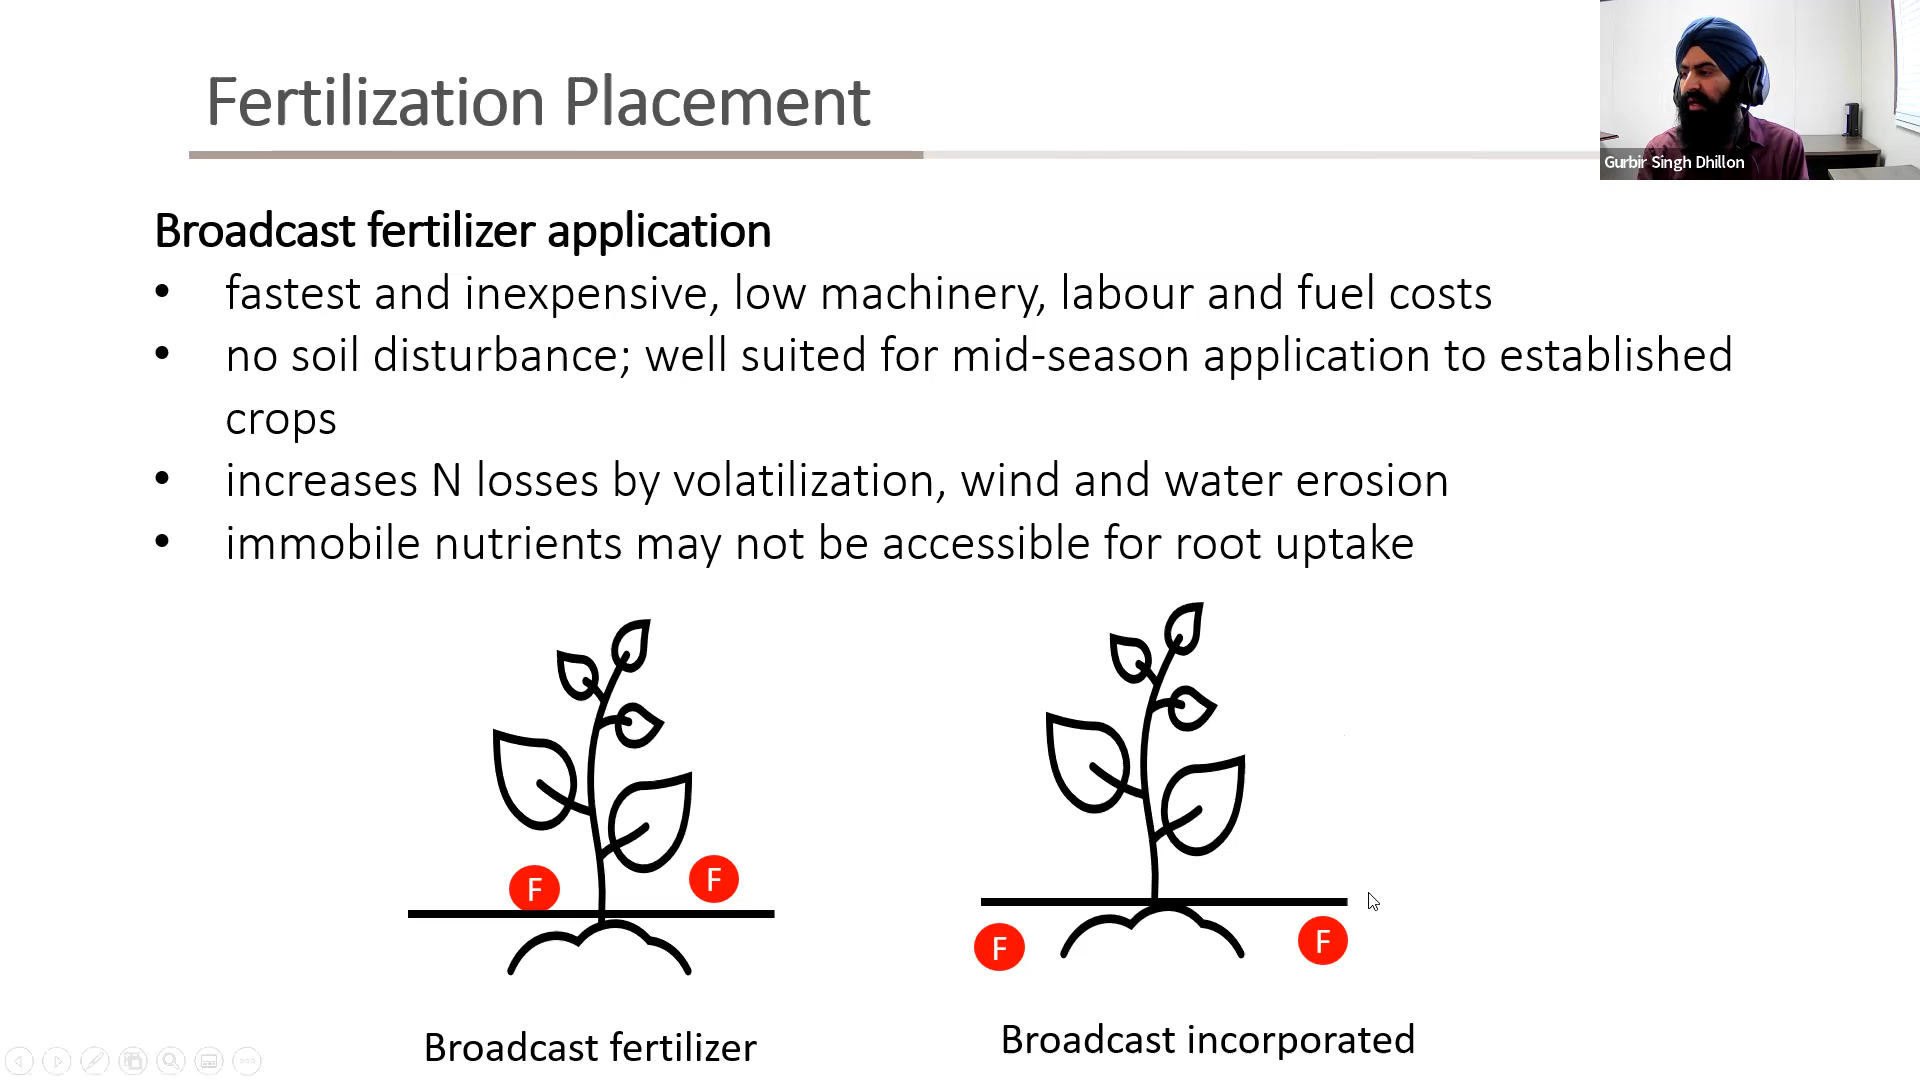 Fertilization Placement
Gurbir Singh Dhillon
Broadcast fertilizer application
• fastest and inexpensive, low machinery, labour and fuel costs
• no soil disturbance; well suited for mid-season application to established
crops
• increases N losses by volatilization, wind and water erosion
• immobile nutrients may not be accessible for root uptake
F
F
F
F
Broadcast fertilizer
Broadcast incorporated